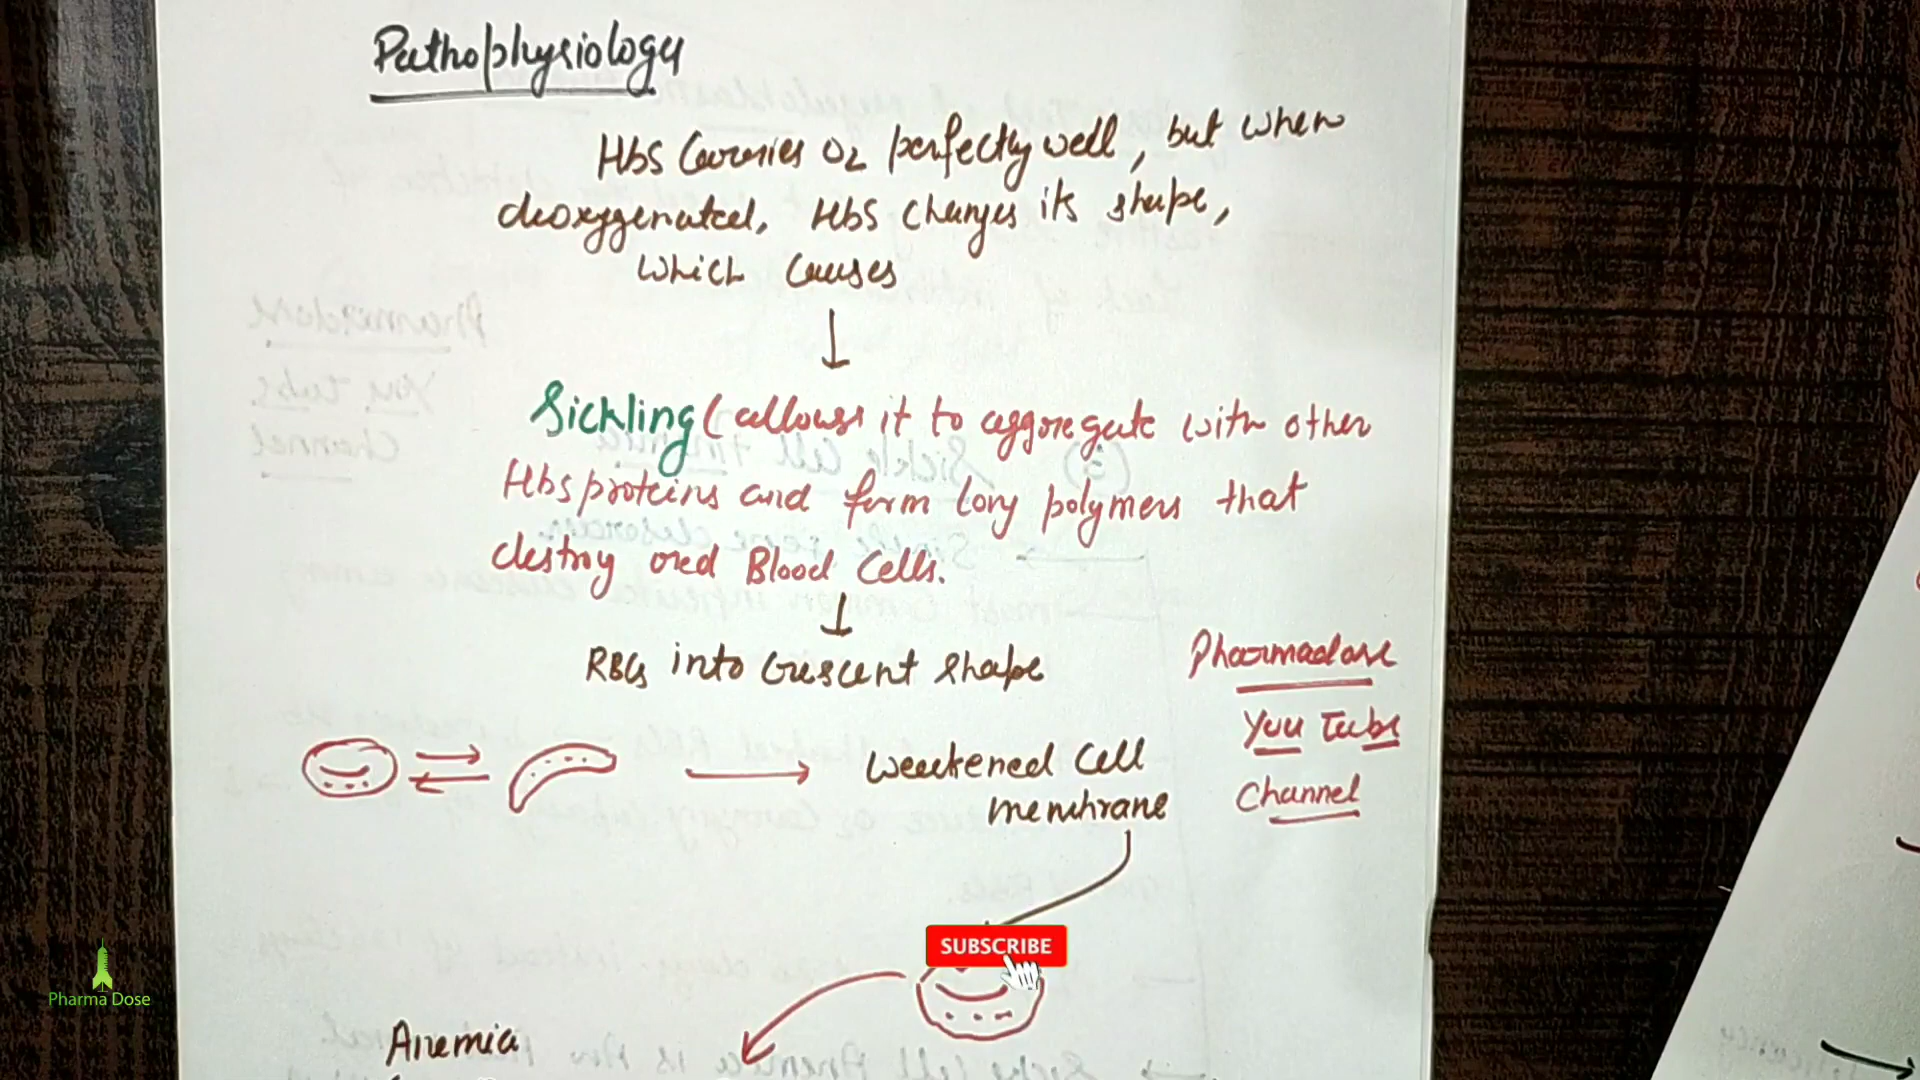 Pathophysiology
HbS Carries O2 perfectly well, but when
deoxygenated, HbS changes its shape,
which causes
Sickling (allows it to aggregate with other
Hbs proteins and form long polymers that
destroy red Blood Cells.
RBCs into Crescent shape
Weakened Cell
membrane
Pharmadose
You Tube
Channel
SUBSCRIBE
Pharma Dose
Anemia